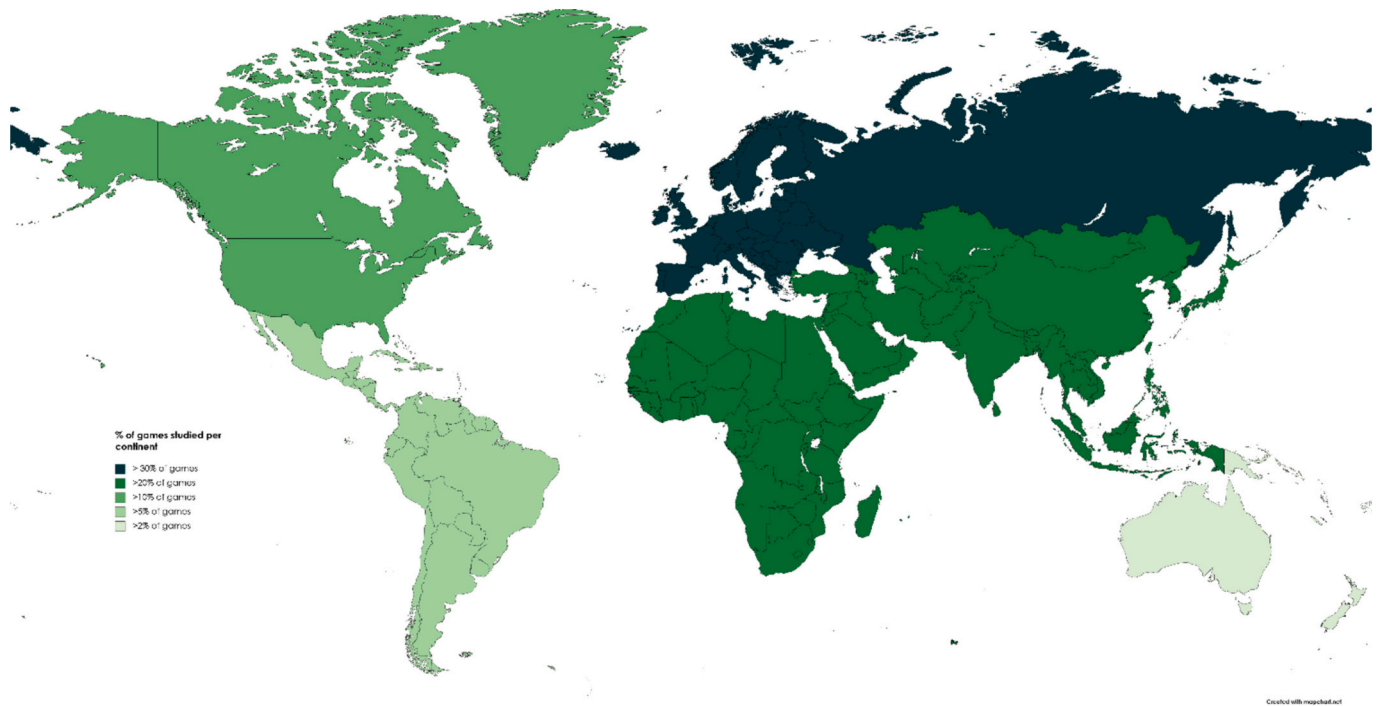 % of games studied per
continent
> 30% of games
>20% of games
>10% of games
>5% of games
>2% of games
Created with mapchart.net